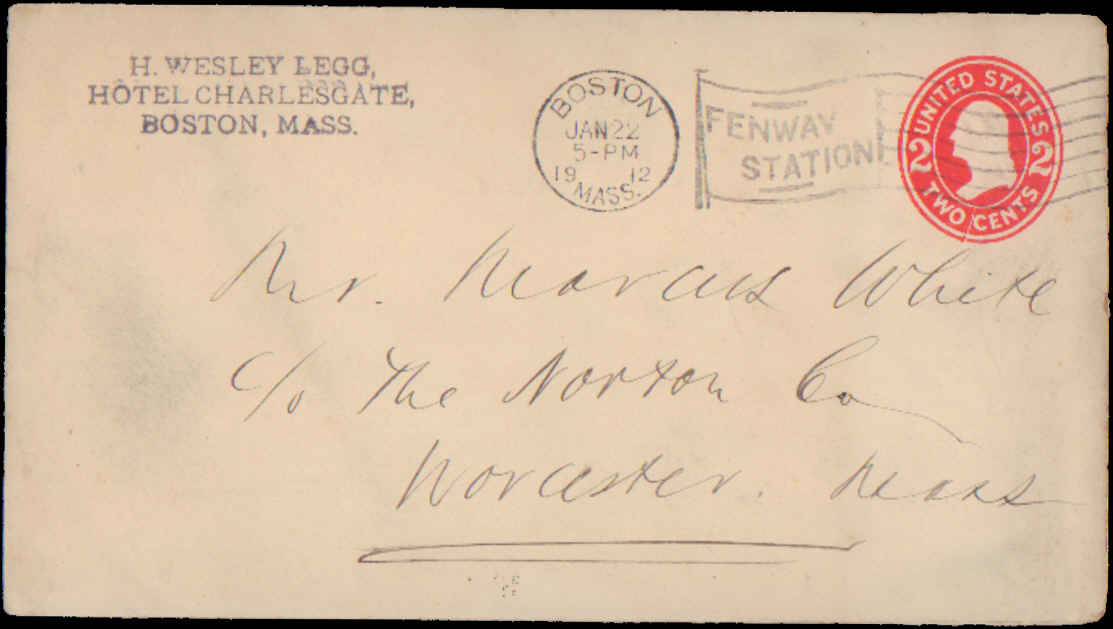 H. WESLEY LEGG,
HOTEL CHARLESGATE,
BOSTON, MASS.
BOSTON
JAN 22
5-PM
19 12
MASS.
FENWAY
STATION
UNITED STATES
2 2
TWO CENTS
Mr. Marcus White
c/o The Norton Co
Worcester. Mass